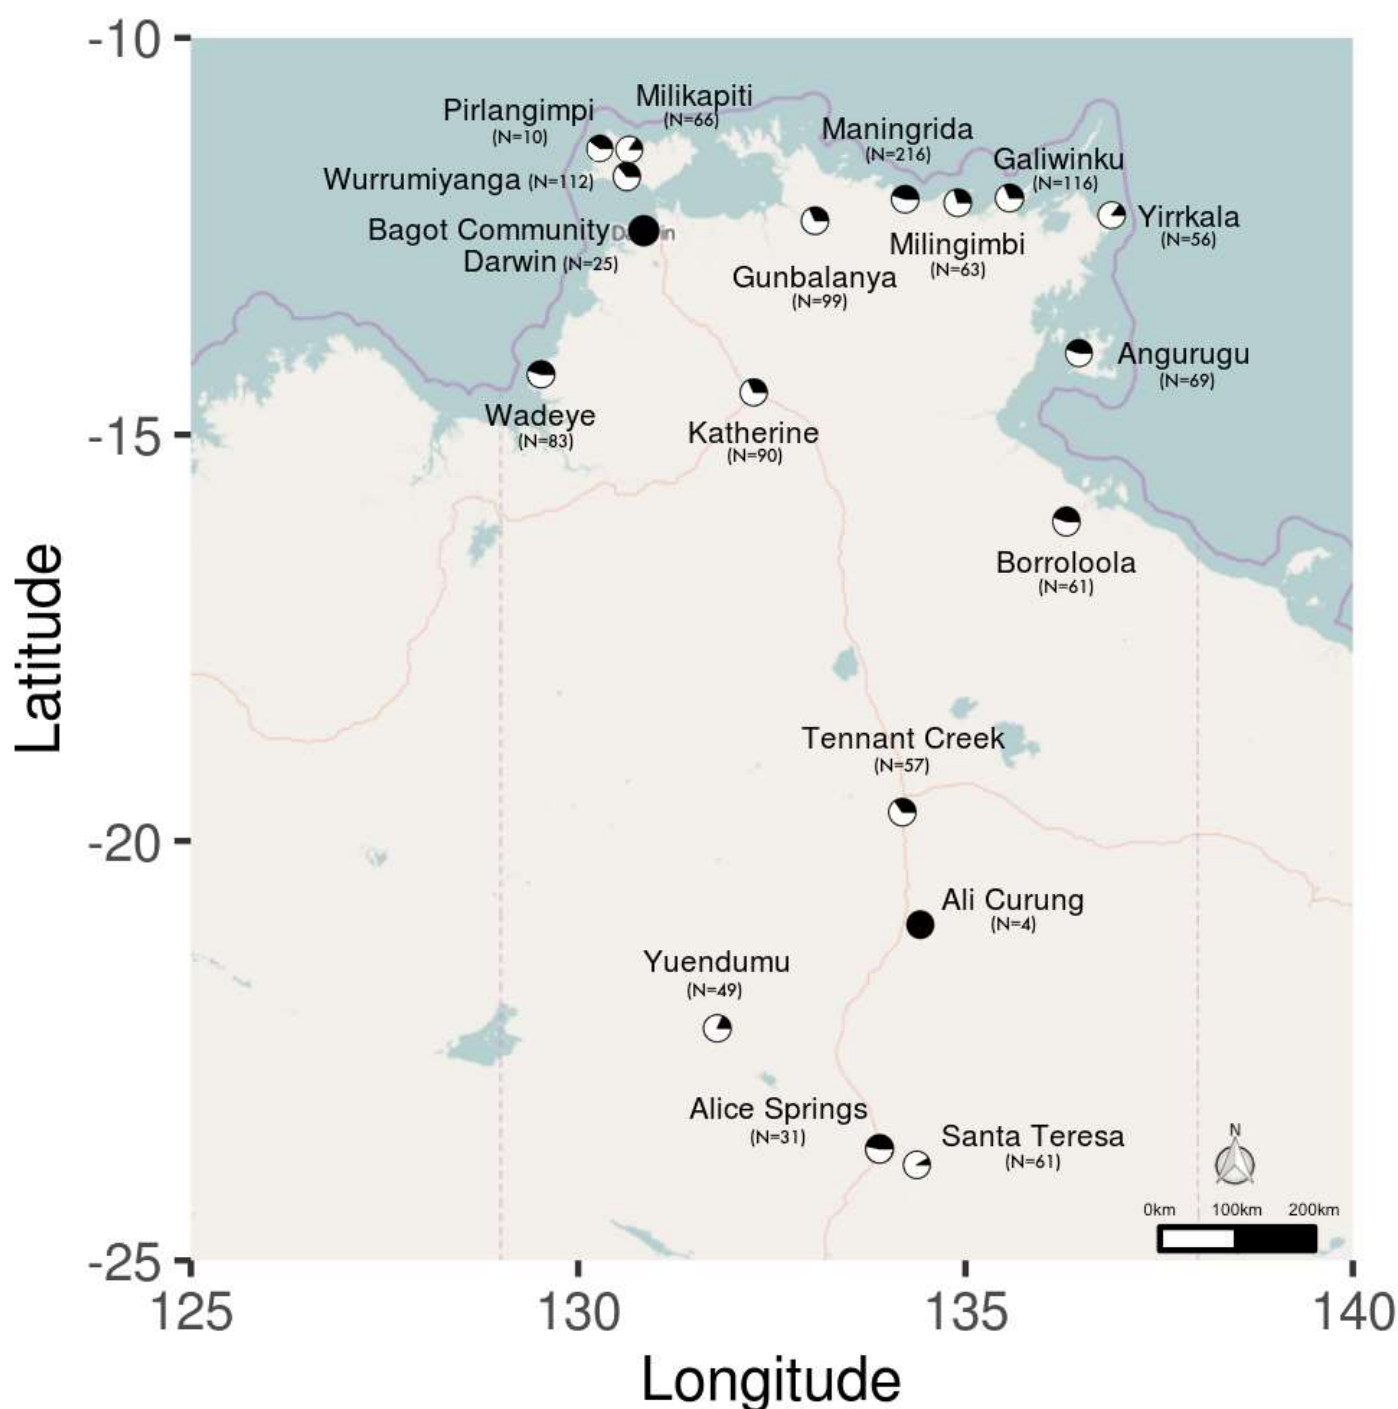 -10
Milikapiti
(N=66)
Pirlangimpi
(N=10)
Maningrida
(N=216)
Galiwinku
(N=116)
Wurrumiyanga (N=112)
Yirrkala
(N=56)
Bagot Community
Darwin (N=25)
Milingimbi
(N=63)
Gunbalanya
(N=99)
Angurugu
(N=69)
Wadeye
(N=83)
-15
Katherine
(N=90)
Borroloola
(N=61)
Latitude
Tennant Creek
(N=57)
-20
Ali Curung
(N=4)
Yuendumu
(N=49)
Alice Springs
(N=31)
Santa Teresa
(N=61)
N
0km 100km 200km
-25
125 130 135 140
Longitude